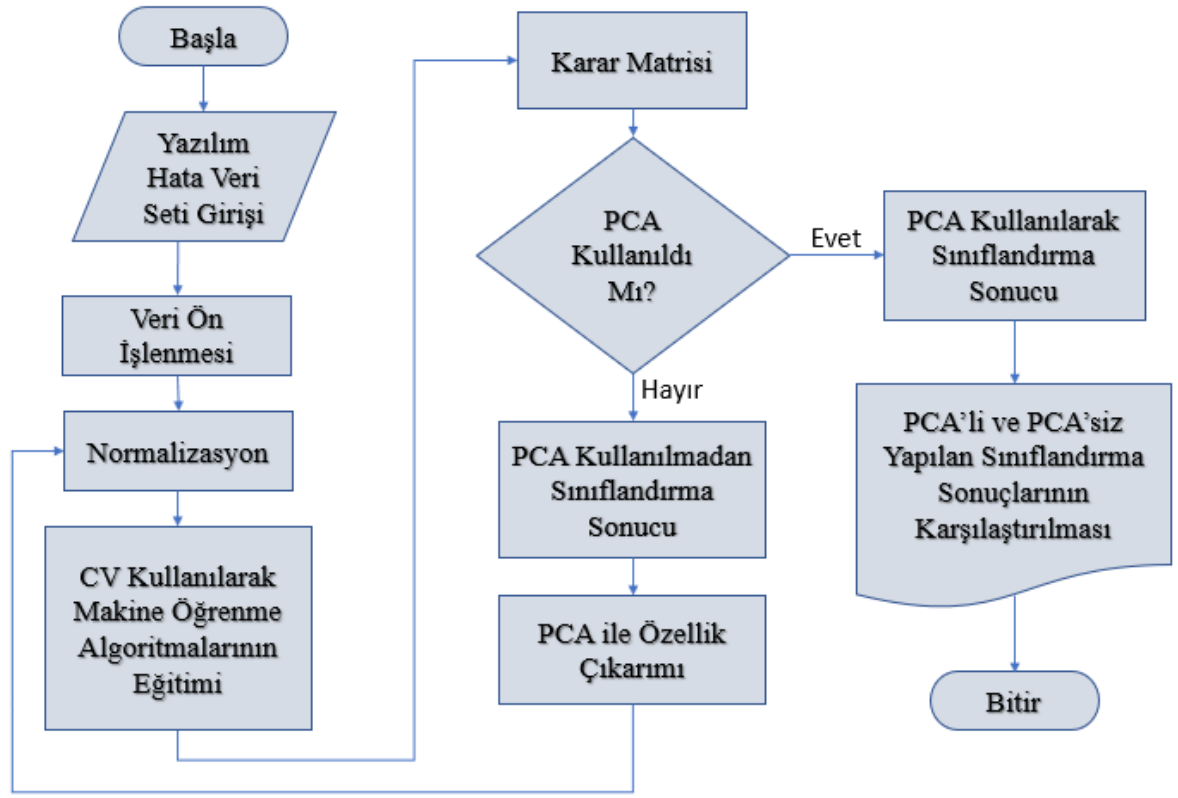 Başla
Yazılım
Hata Veri
Seti Girişi
Veri Ön
İşlenmesi
Normalizasyon
CV Kullanılarak
Makine Öğrenme
Algoritmalarının
Eğitimi
Karar Matrisi
PCA
Kullanıldı
Mı?
Evet
Hayır
PCA Kullanılmadan
Sınıflandırma
Sonucu
PCA ile Özellik
Çıkarımı
PCA Kullanılarak
Sınıflandırma
Sonucu
PCA’li ve PCA’siz
Yapılan Sınıflandırma
Sonuçlarının
Karşılaştırılması
Bitir